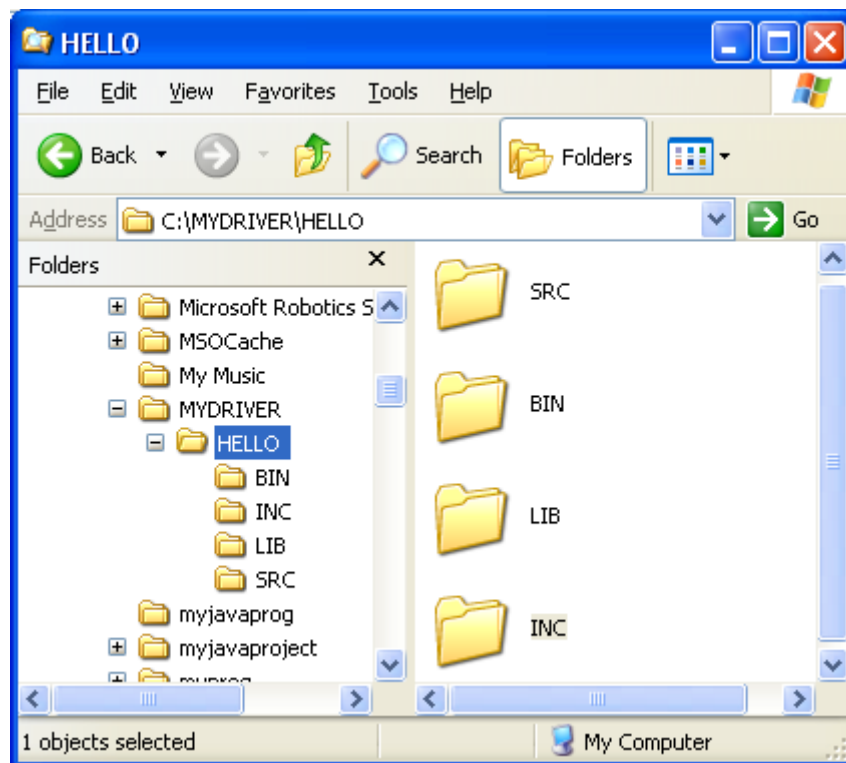 HELLO
File Edit View Favorites Tools Help
Back Search Folders
Address C:\MYDRIVER\HELLO Go
Folders
Microsoft Robotics S
MSOCache
My Music
MYDRIVER
HELLO
BIN
INC
LIB
SRC
myjavaprog
myjavaproject
SRC
BIN
LIB
INC
1 objects selected My Computer